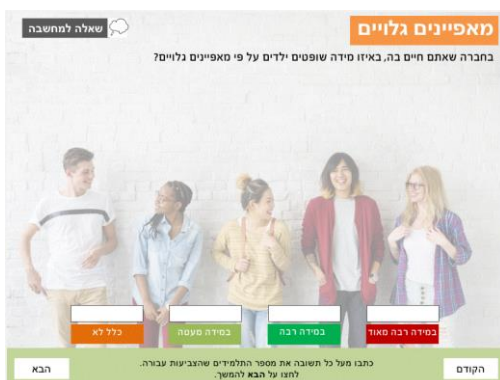 מאפיינים גלויים
שאלה למחשבה
בחברה שאתם חיים בה, באיזו מידה שופטים ילדים על פי מאפיינים גלויים?
במידה רבה מאוד
במידה רבה
במידה מעטה
כלל לא
הקודם
כתבו מעל כל תשובה את מספר התלמידים שהצביעות עבורה.
לחצו על הבא להמשך.
הבא